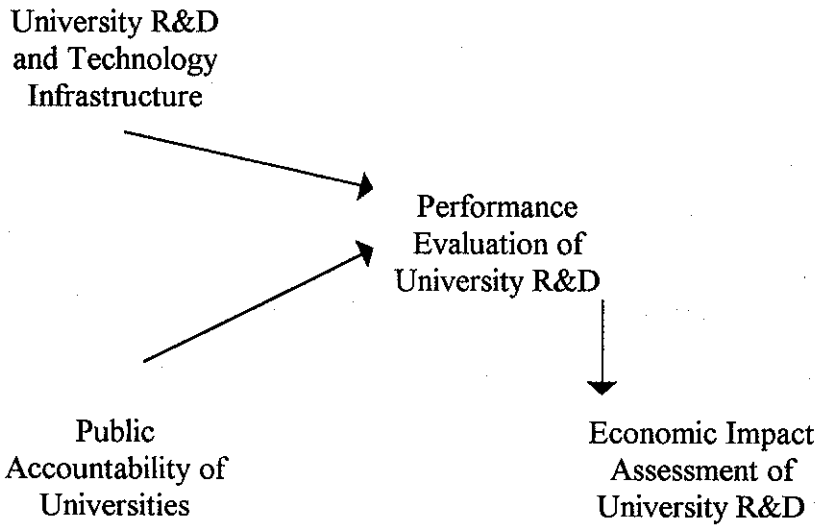 University R&D
and Technology
Infrastructure
Performance
Evaluation of
University R&D
Public
Accountability of
Universities
Economic Impact
Assessment of
University R&D